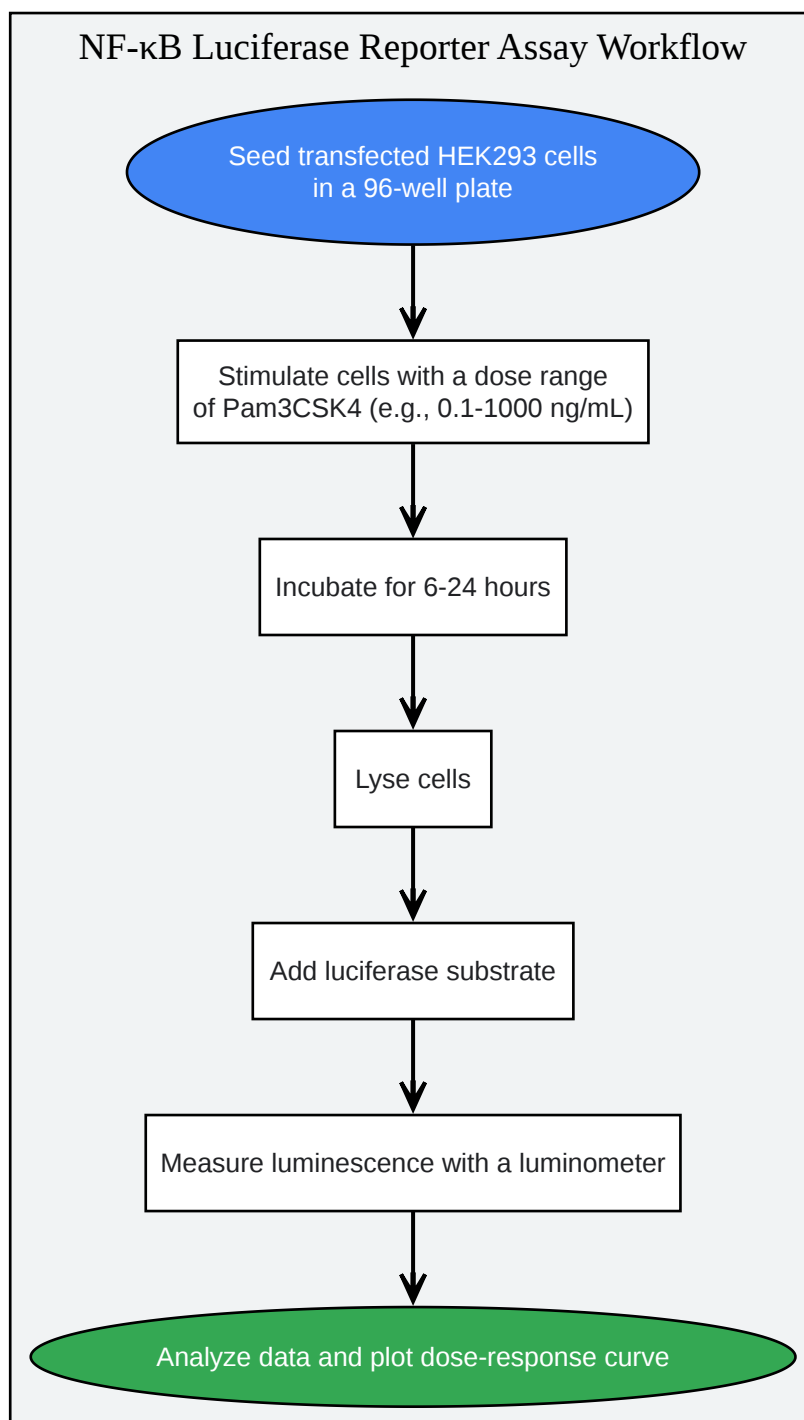 NF-κB Luciferase Reporter Assay Workflow
Seed transfected HEK293 cells
in a 96-well plate
Stimulate cells with a dose range
of Pam3CSK4 (e.g., 0.1-1000 ng/mL)
Incubate for 6-24 hours
Lyse cells
Add luciferase substrate
Measure luminescence with a luminometer
Analyze data and plot dose-response curve